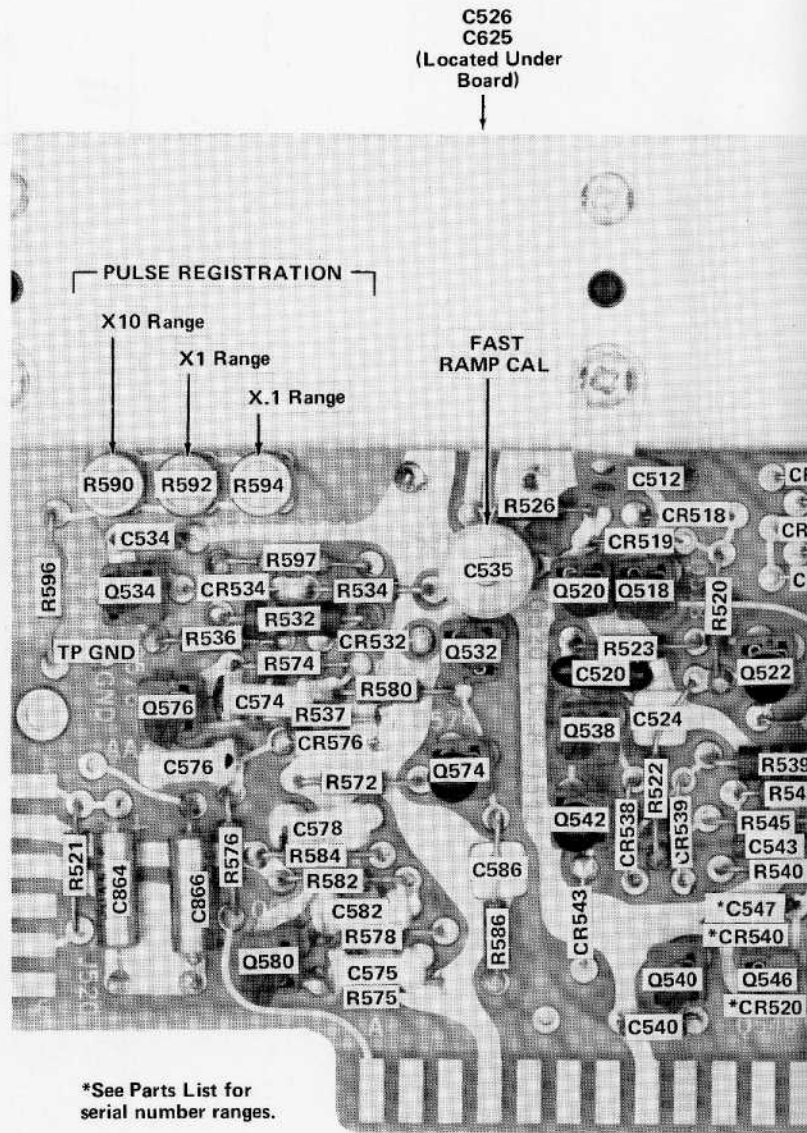 C526
C625
(Located Under
Board)
PULSE REGISTRATION
X10 Range
X1 Range
X.1 Range
FAST
RAMP CAL
R590
R592
R594
C512
R526
CR518
C534
CR519
R597
C535
R596
Q534
CR534
R534
Q520
Q518
R520
R532
R536
CR532
Q532
R523
TP GND
R574
C520
Q522
GND
C574
R580
Q576
R537
C524
Q538
CR576
C576
R572
Q574
R539
R522
C578
Q542
CR538
CR539
R545
R521
C864
C866
R576
R584
C543
R582
C586
R540
C582
*C547
R578
R586
CR543
*CR540
Q580
C575
Q540
Q546
R575
*CR520
C540
A
*See Parts List for
serial number ranges.